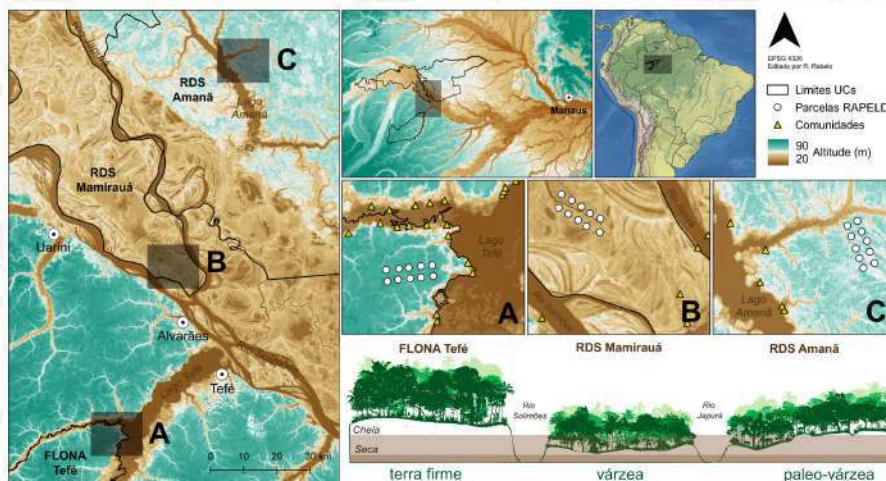 C
RDS
Amanã
Lago
Amanã
RDS
Mamirauá
Uarini
B
Alvarães
Tefé
A
FLONA
Tefé
0 10 20 30 km
Manaus
EPSG 4326
Editado por R. Rabelo
Limites UCs
Parcelas RAPELD
Comunidades
90
20
Altitude (m)
Lago
Tefé
A
B
Lago
Amanã
C
FLONA Tefé
RDS Mamirauá
RDS Amanã
Rio
Solimões
Rio
Japurá
Cheia
Seca
terra firme
várzea
paleo-várzea